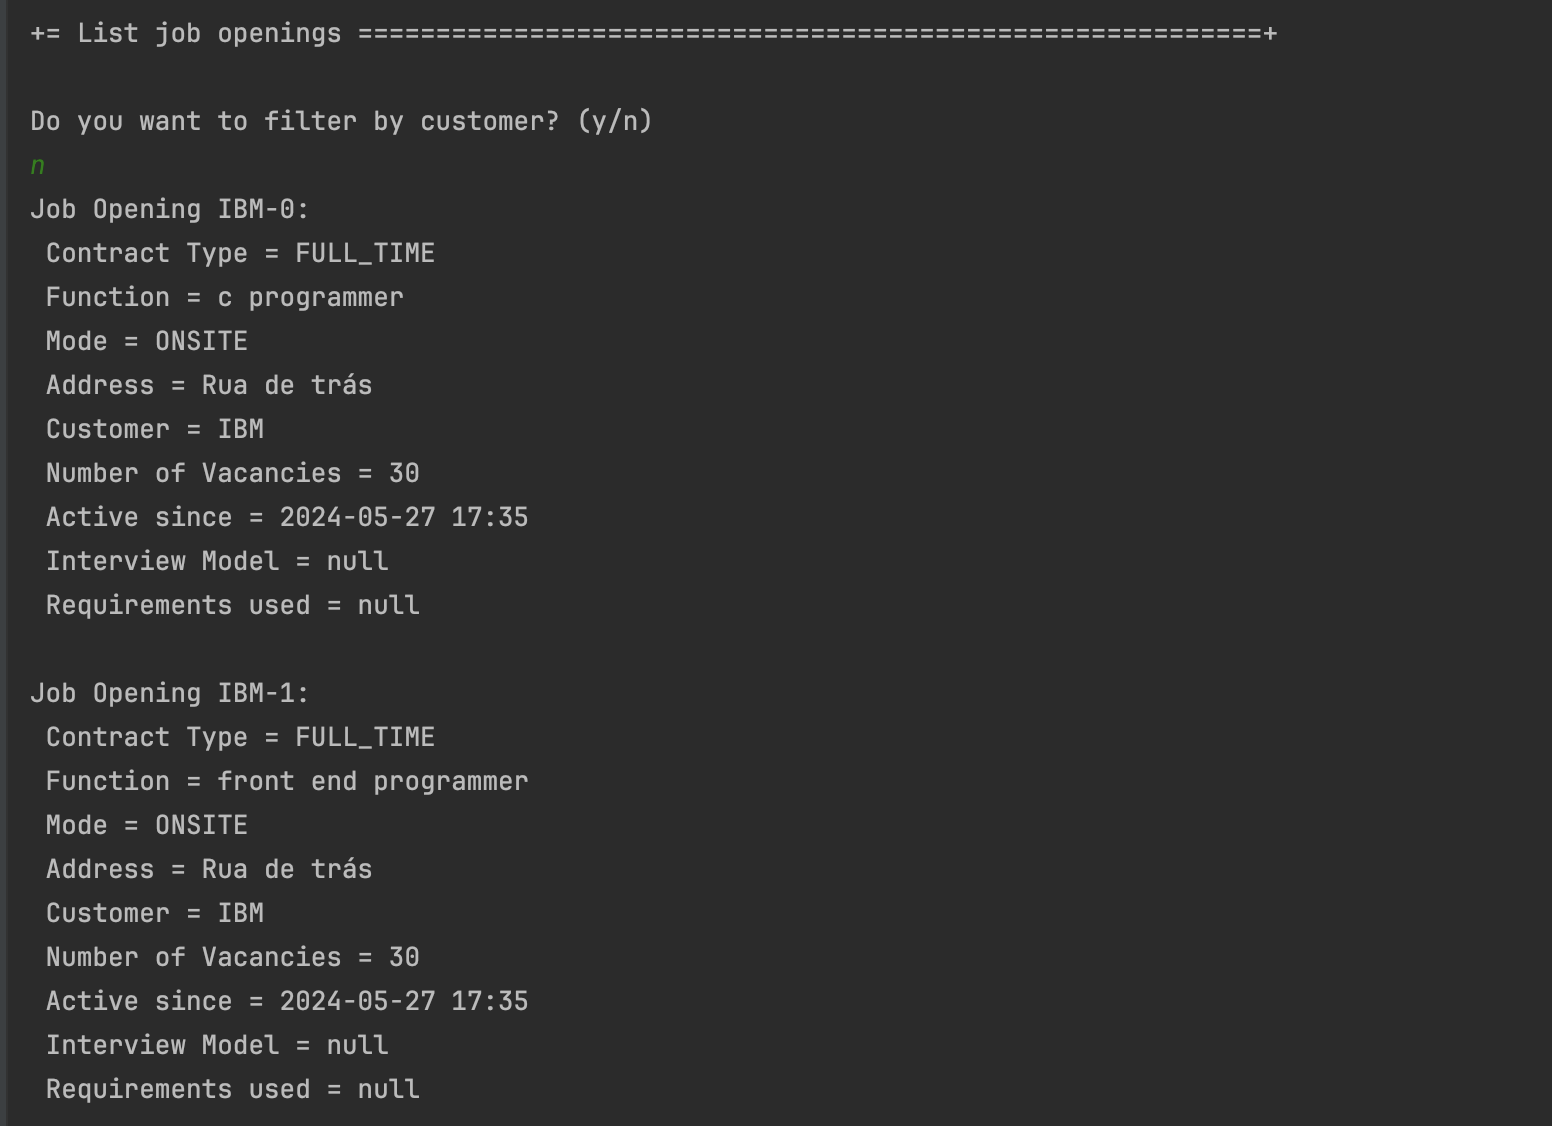 += List job openings ==========================================================+
Do you want to filter by customer? (y/n)
n
Job Opening IBM-0:
Contract Type = FULL_TIME
Function = c programmer
Mode = ONSITE
Address = Rua de trás
Customer = IBM
Number of Vacancies = 30
Active since = 2024-05-27 17:35
Interview Model = null
Requirements used = null
Job Opening IBM-1:
Contract Type = FULL_TIME
Function = front end programmer
Mode = ONSITE
Address = Rua de trás
Customer = IBM
Number of Vacancies = 30
Active since = 2024-05-27 17:35
Interview Model = null
Requirements used = null